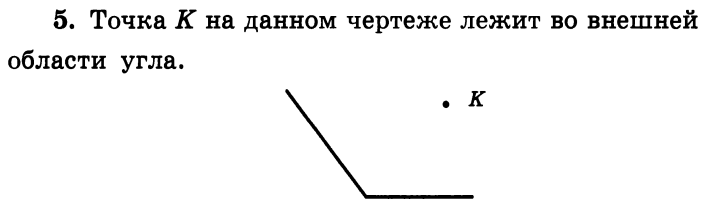 5. Точка K на данном чертеже лежит во внешней
области угла.
K